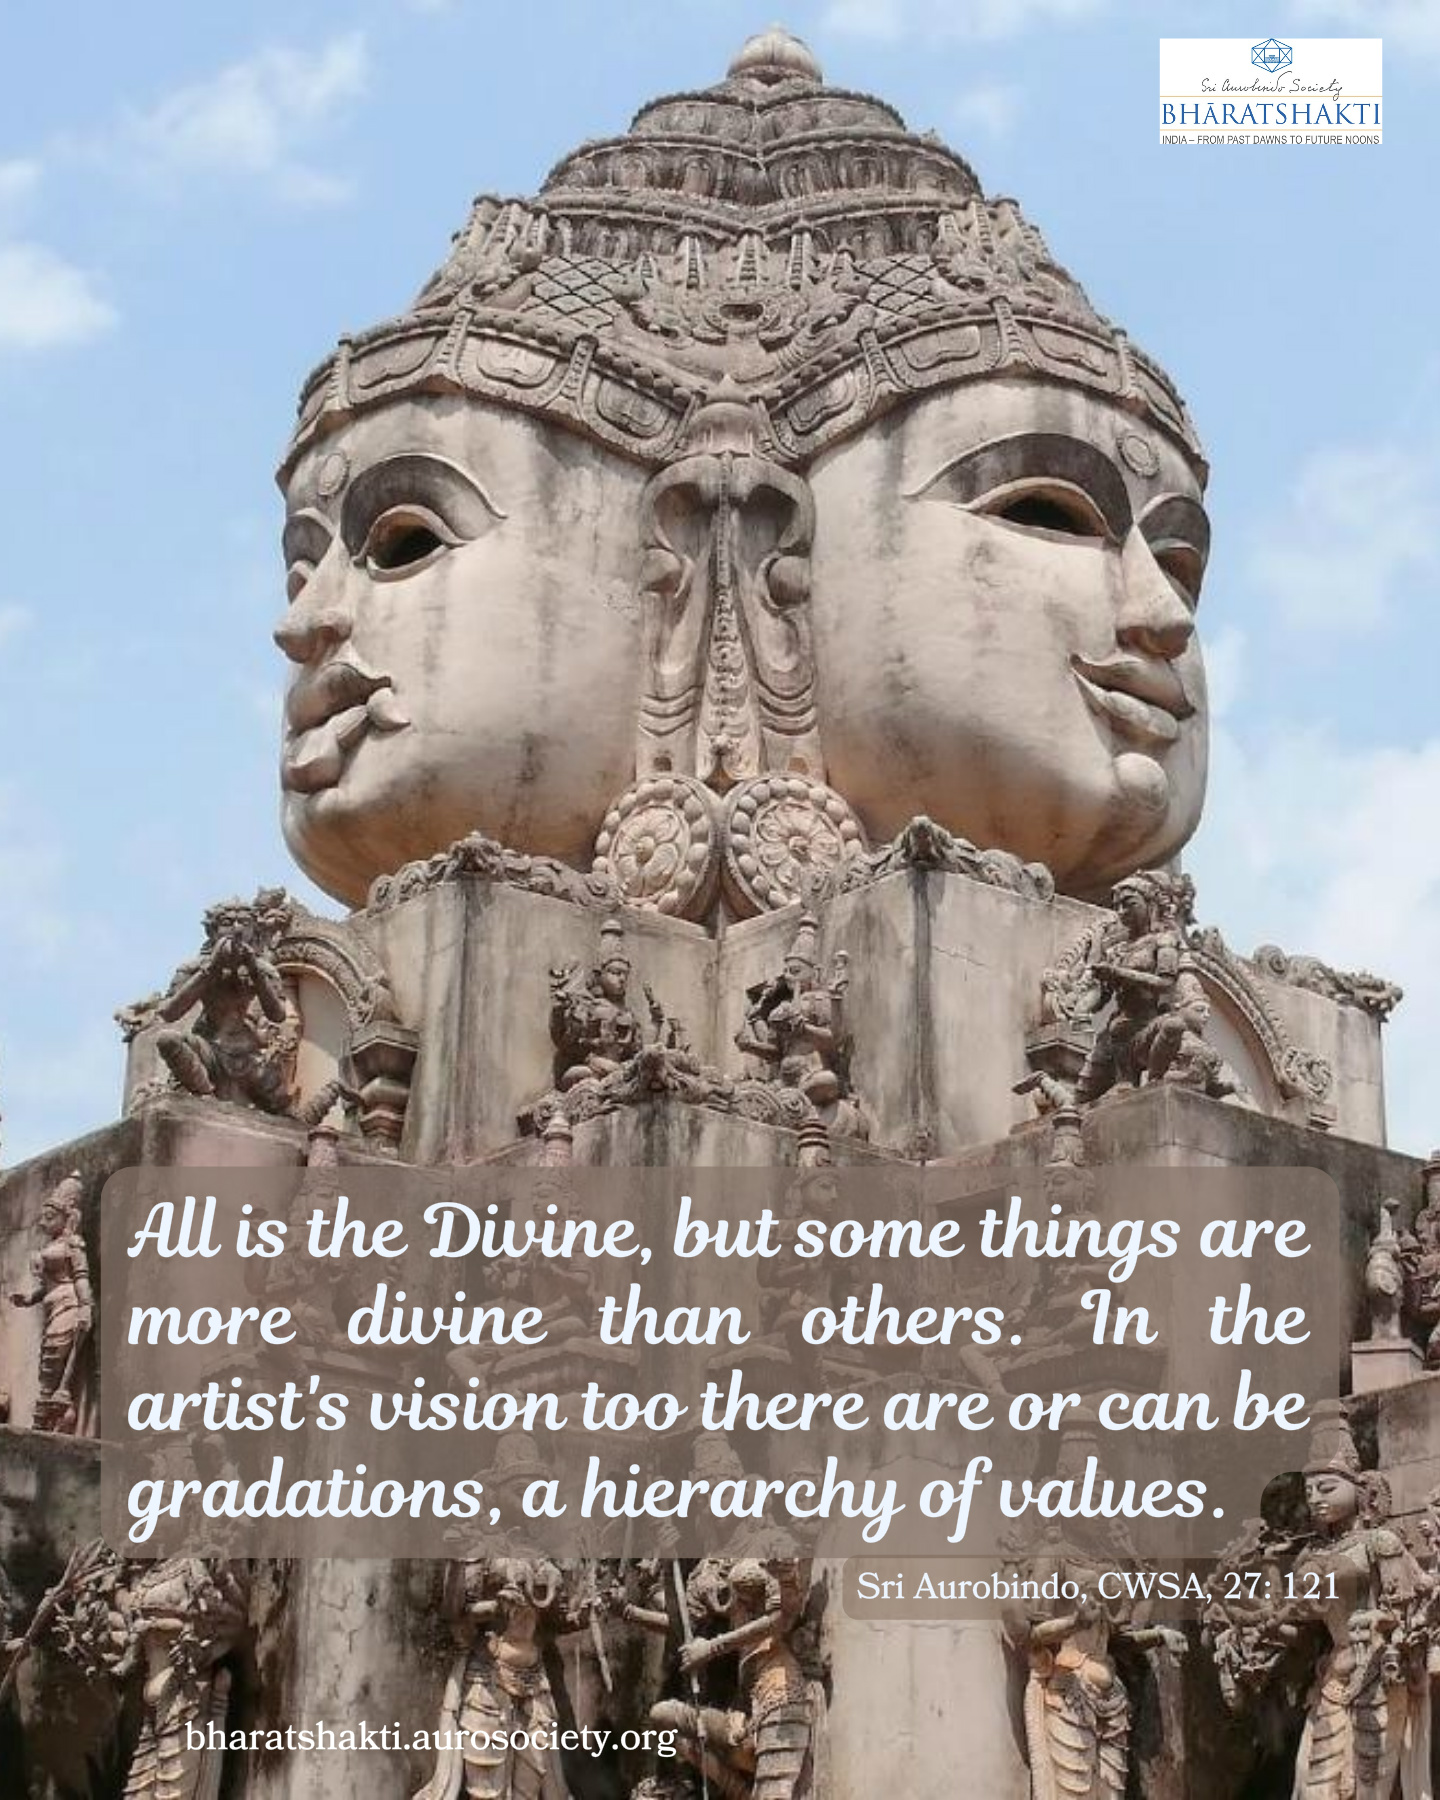 Sri Aurobindo Society
BHĀRATSHAKTI
INDIA – FROM PAST DAWNS TO FUTURE NOONS
All is the Divine, but some things are
more divine than others. In the
artist's vision too there are or can be
gradations, a hierarchy of values.
Sri Aurobindo, CWSA, 27: 121
bharatshakti.aurosociety.org